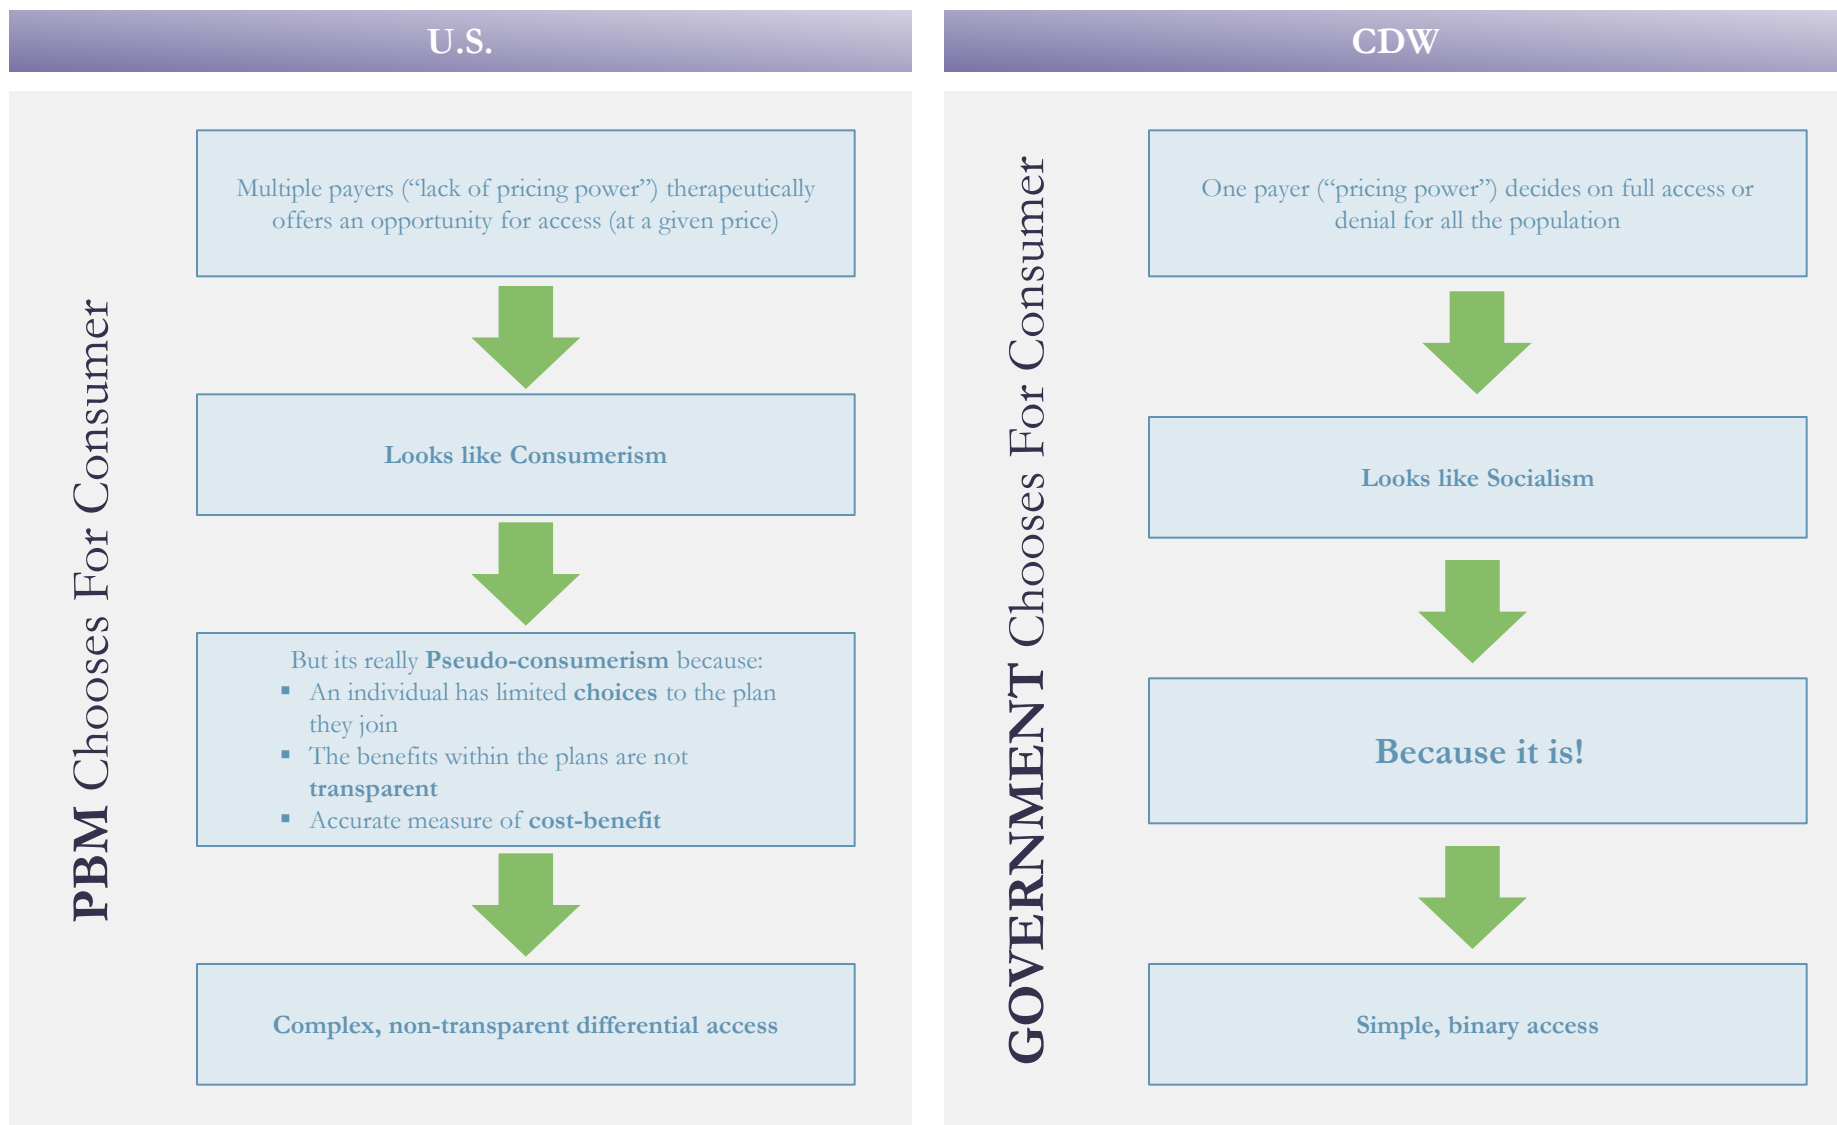 U.S.
PBM Chooses For Consumer
Multiple payers (“lack of pricing power”) therapeutically
offers an opportunity for access (at a given price)
Looks like Consumerism
But its really Pseudo-consumerism because:
▪ An individual has limited choices to the plan
they join
▪ The benefits within the plans are not
transparent
▪ Accurate measure of cost-benefit
Complex, non-transparent differential access
CDW
GOVERNMENT Chooses For Consumer
One payer (“pricing power”) decides on full access or
denial for all the population
Looks like Socialism
Because it is!
Simple, binary access